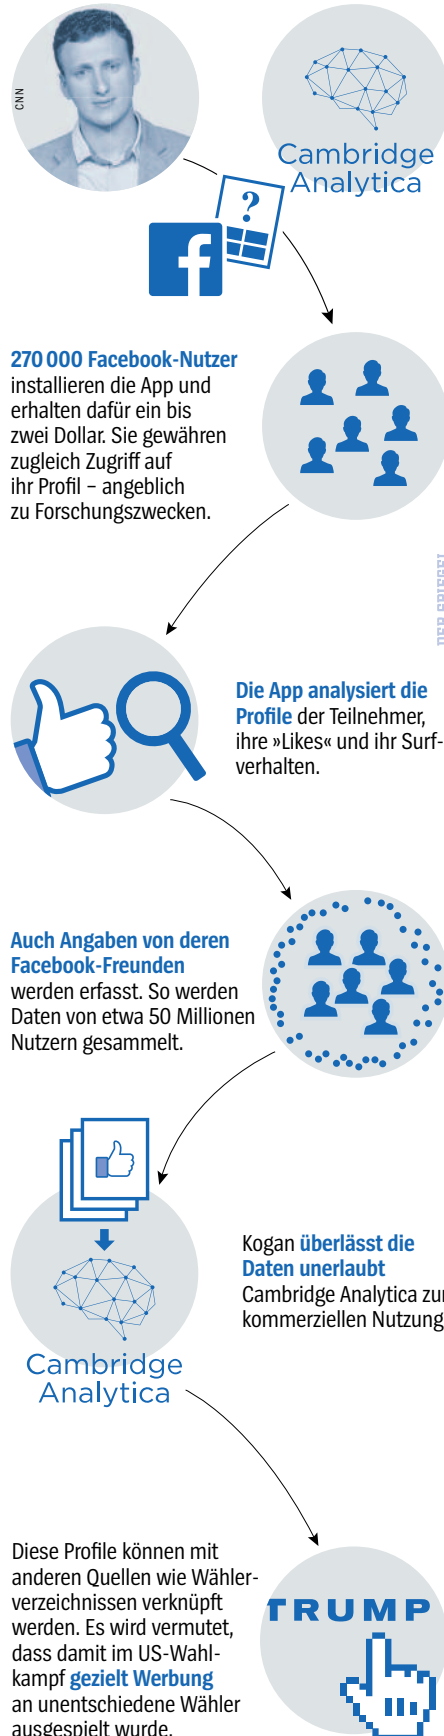 CNN
Cambridge
Analytica
?
f
270 000 Facebook-Nutzer
installieren die App und
erhalten dafür ein bis
zwei Dollar. Sie gewähren
zugleich Zugriff auf
ihr Profil – angeblich
zu Forschungszwecken.
DER SPIEGEL
Die App analysiert die
Profile der Teilnehmer,
ihre »Likes« und ihr Surf-
verhalten.
Auch Angaben von deren
Facebook-Freunden
werden erfasst. So werden
Daten von etwa 50 Millionen
Nutzern gesammelt.
Kogan überlässt die
Daten unerlaubt
Cambridge Analytica zur
kommerziellen Nutzung
Cambridge
Analytica
Diese Profile können mit
anderen Quellen wie Wähler-
verzeichnissen verknüpft
werden. Es wird vermutet,
dass damit im US-Wahl-
kampf gezielt Werbung
an unentschiedene Wähler
ausgespielt wurde.
TRUMP